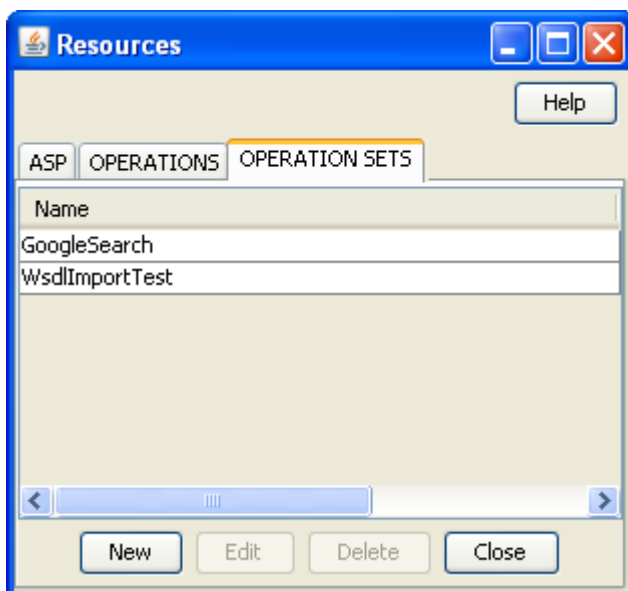 Resources
Help
ASP OPERATIONS OPERATION SETS
Name
GoogleSearch
WsdlImportTest
New Edit Delete Close